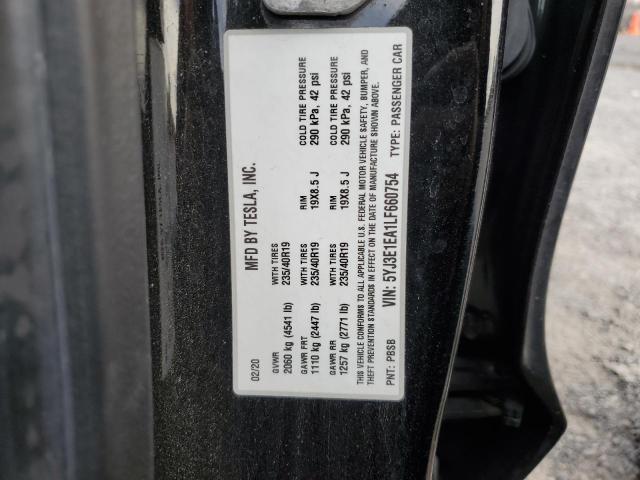 02/20 MFD BY TESLA, INC.
GVWR WITH TIRES RIM COLD TIRE PRESSURE
2060 kg (4541 lb) 235/40R19 19X8.5 J 290 kPa, 42 psi
GAWR FRT WITH TIRES RIM COLD TIRE PRESSURE
1110 kg (2447 lb) 235/40R19 19X8.5 J 290 kPa, 42 psi
GAWR RR WITH TIRES
1257 kg (2771 lb) 235/40R19
THIS VEHICLE CONFORMS TO ALL APPLICABLE U.S. FEDERAL MOTOR VEHICLE SAFETY, BUMPER, AND
THEFT PREVENTION STANDARDS IN EFFECT ON THE DATE OF MANUFACTURE SHOWN ABOVE.
PNT: PBSB VIN: 5YJ3E1EA1LF660754 TYPE: PASSENGER CAR